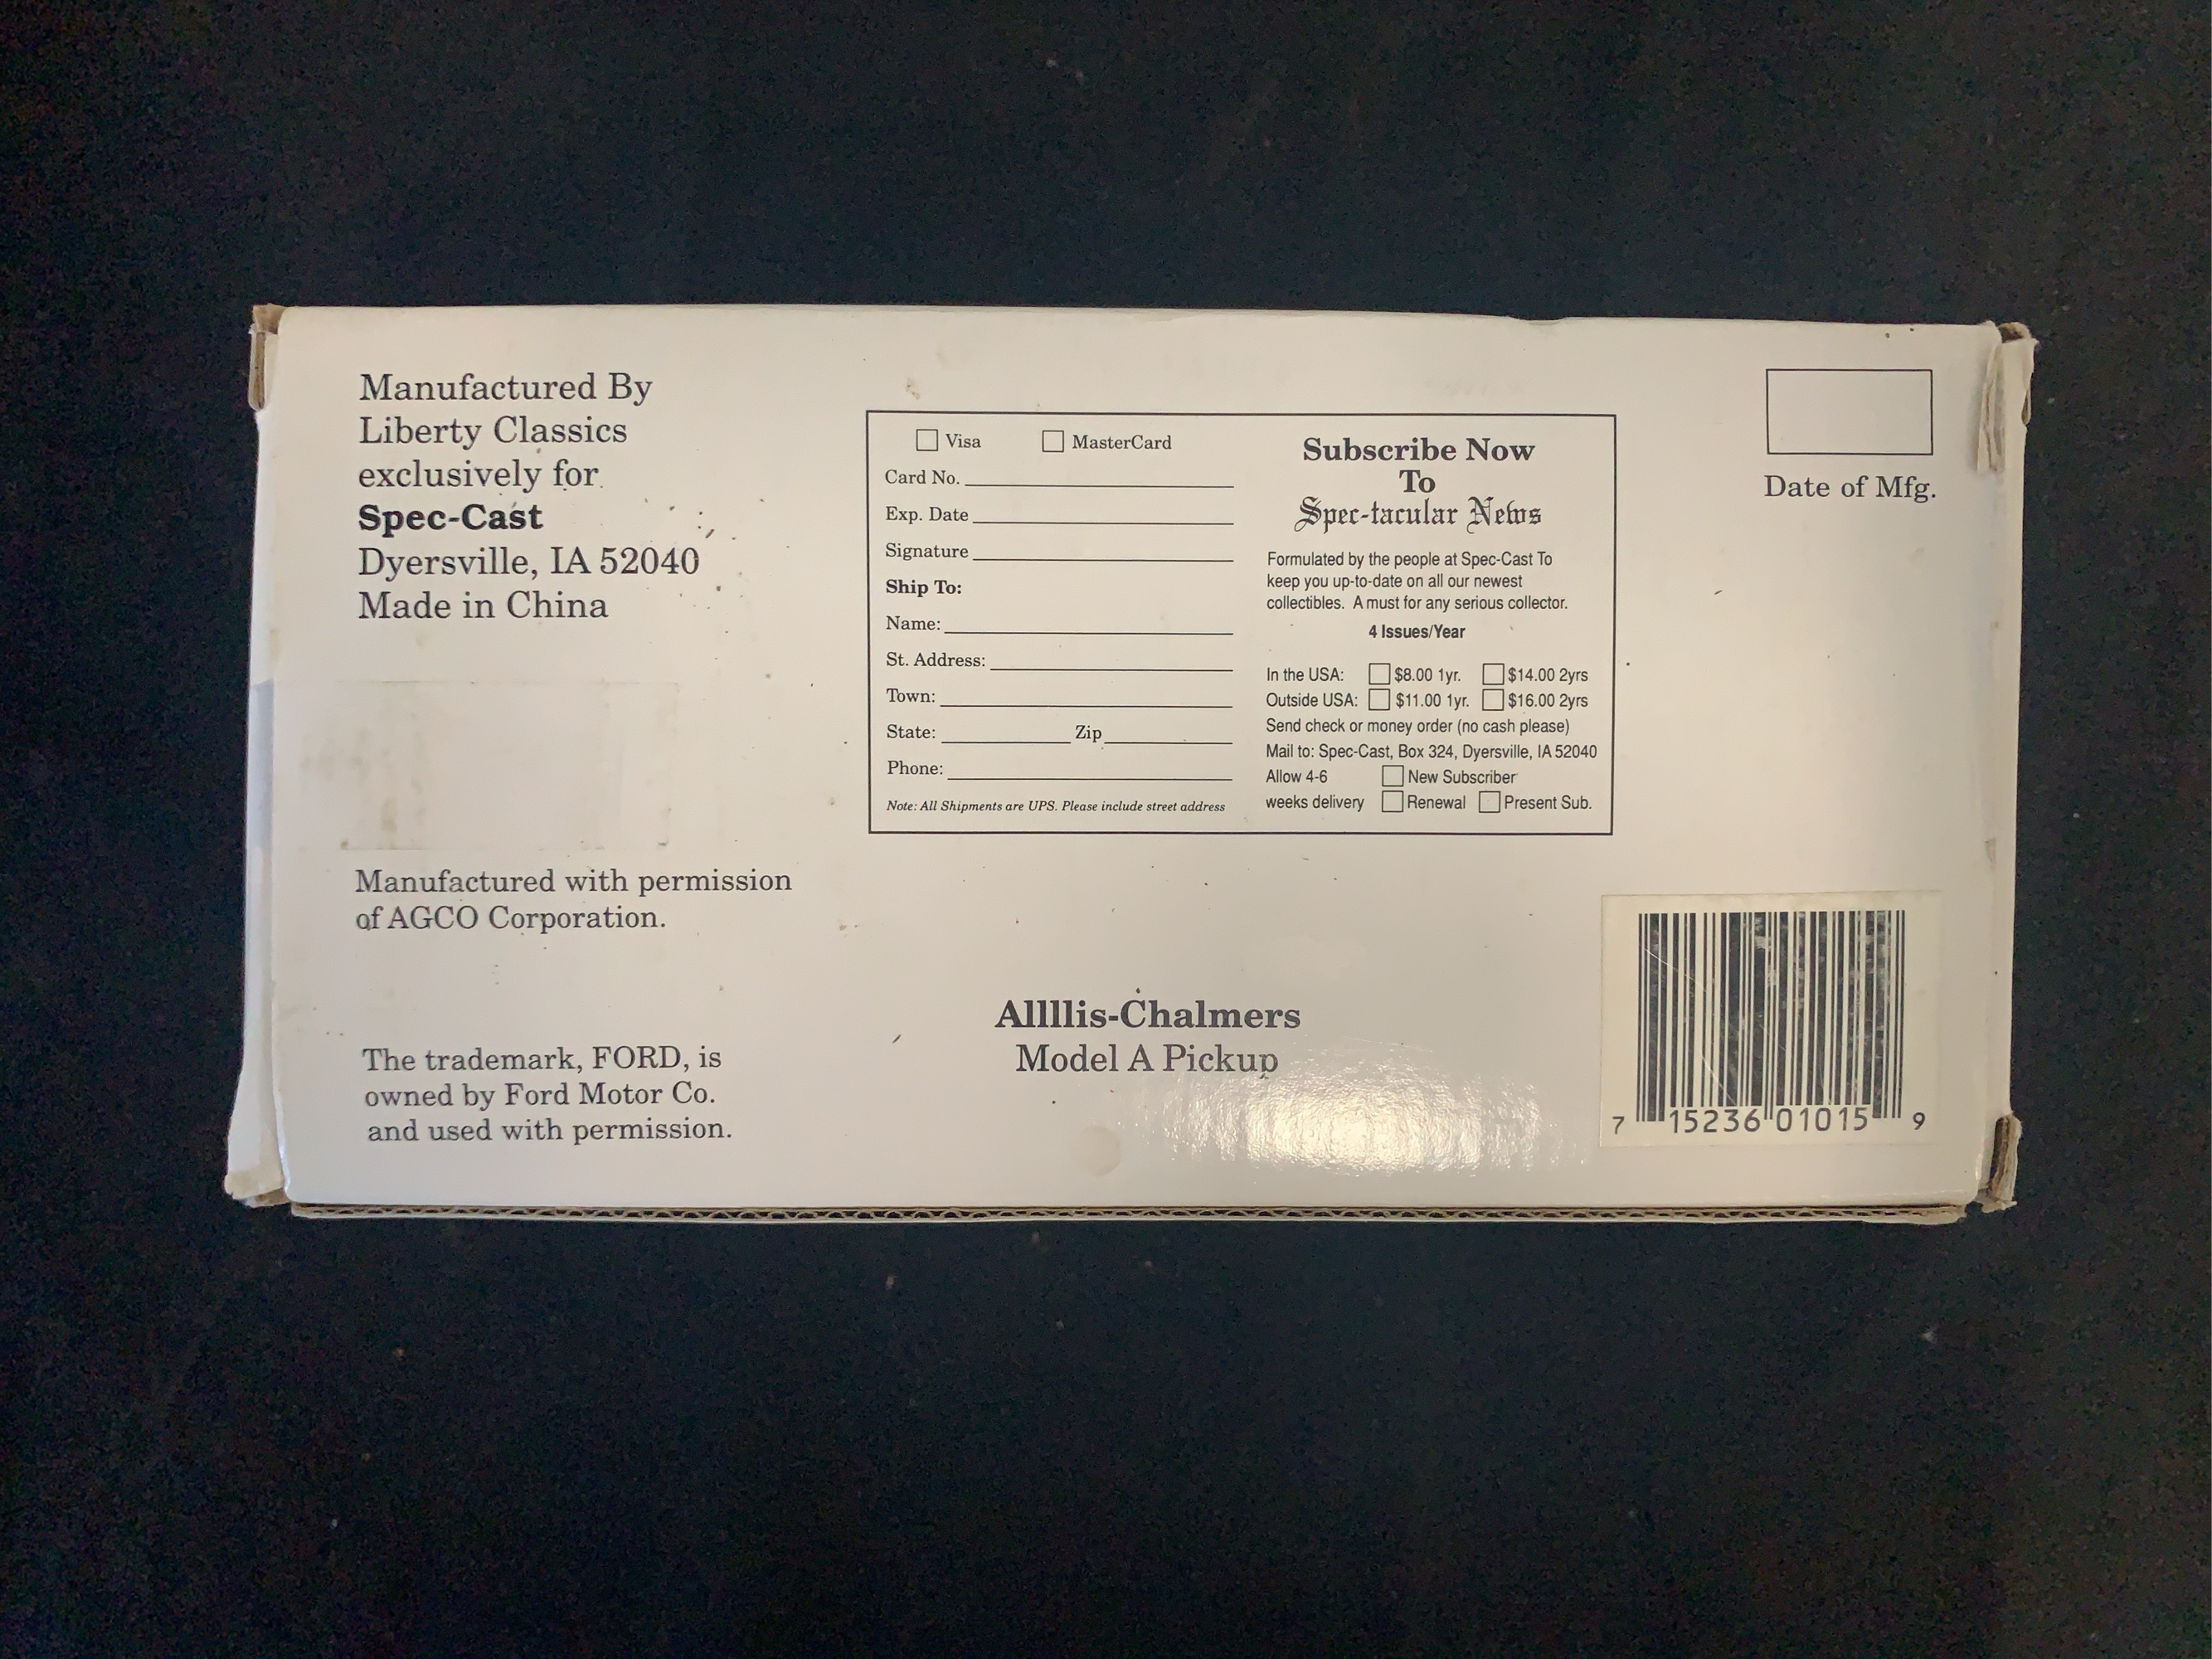 Manufactured By
Liberty Classics
exclusively for
Spec-Cast
Dyersville, IA 52040
Made in China
Manufactured with permission
of AGCO Corporation.
The trademark, FORD, is
owned by Ford Motor Co.
and used with permission.
Visa MasterCard
Card No.
Exp. Date
Signature
Ship To:
Name:
St. Address:
Town:
State: Zip
Phone:
Note: All Shipments are UPS. Please include street address
Subscribe Now
To
Spec-tacular News
Formulated by the people at Spec-Cast To
keep you up-to-date on all our newest
collectibles. A must for any serious collector.
4 Issues/Year
In the USA: $8.00 1yr. $14.00 2yrs
Outside USA: $11.00 1yr. $16.00 2yrs
Send check or money order (no cash please)
Mail to: Spec-Cast, Box 324, Dyersville, IA 52040
Allow 4-6 New Subscriber
weeks delivery Renewal Present Sub.
Date of Mfg.
Allllis-Chalmers
Model A Pickup
7 15236 01015 9